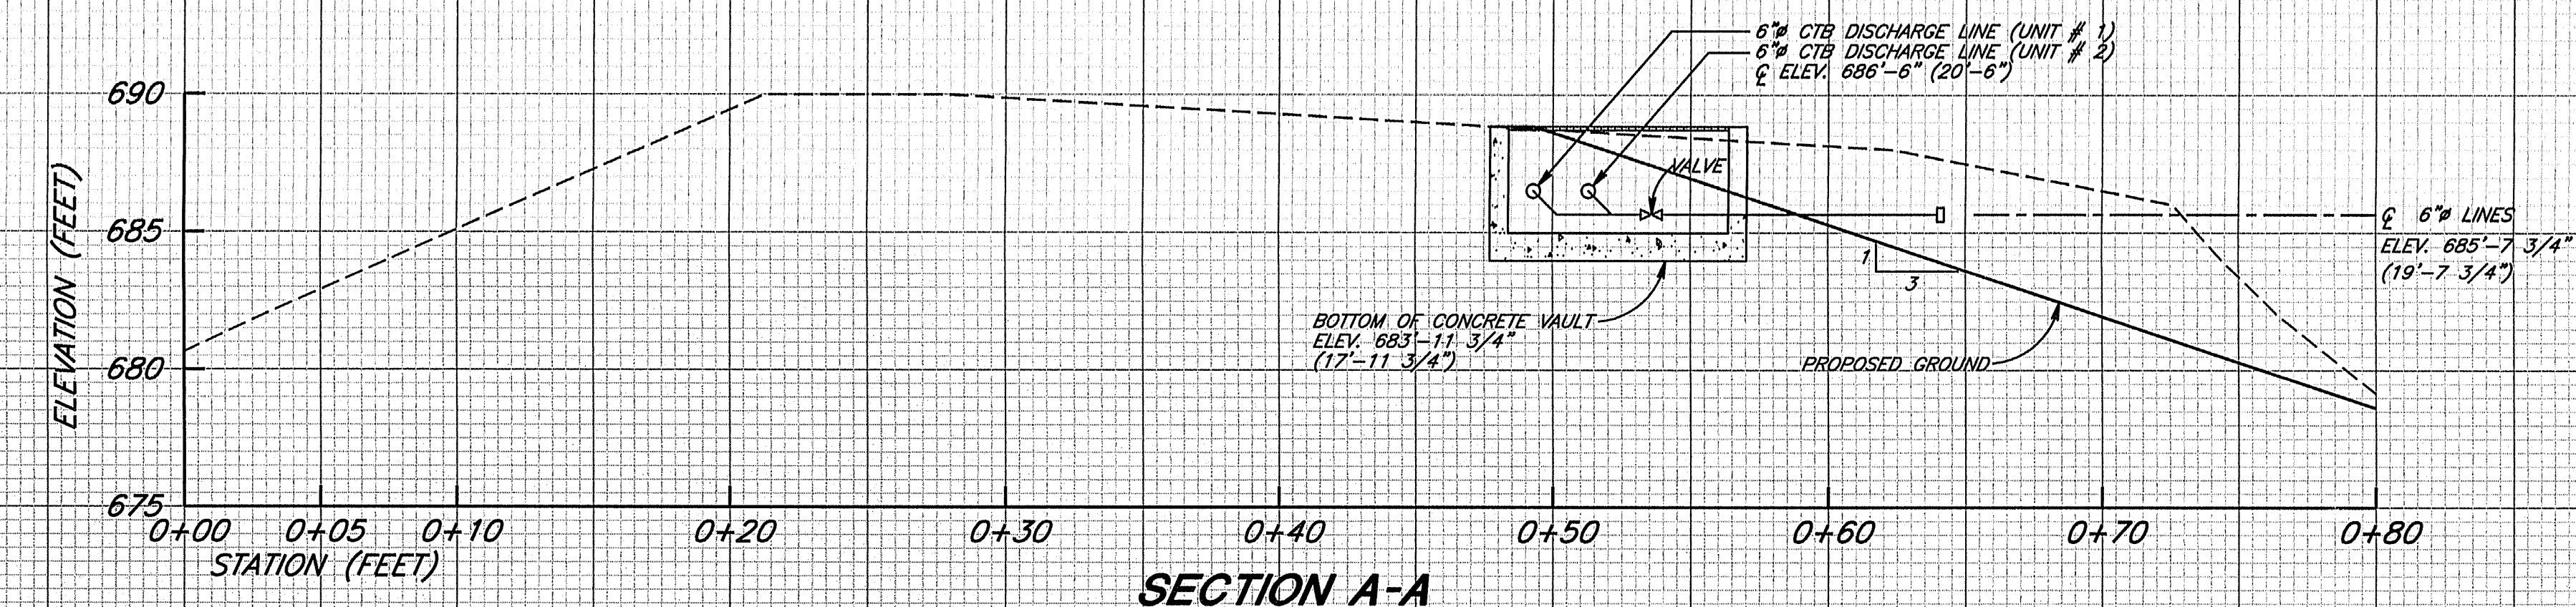 6"ø CTB DISCHARGE LINE (UNIT # 1)
6"ø CTB DISCHARGE LINE (UNIT # 2)
℄ ELEV. 686'-6" (20'-6")
690
685
680
675
ELEVATION (FEET)
VALVE
℄ 6"ø LINES
ELEV. 685'-7 3/4"
(19'-7 3/4")
1
3
BOTTOM OF CONCRETE VAULT
ELEV. 683'-11 3/4"
(17'-11 3/4")
PROPOSED GROUND
0+00 0+05 0+10 0+20 0+30 0+40 0+50 0+60 0+70 0+80
STATION (FEET)
SECTION A-A